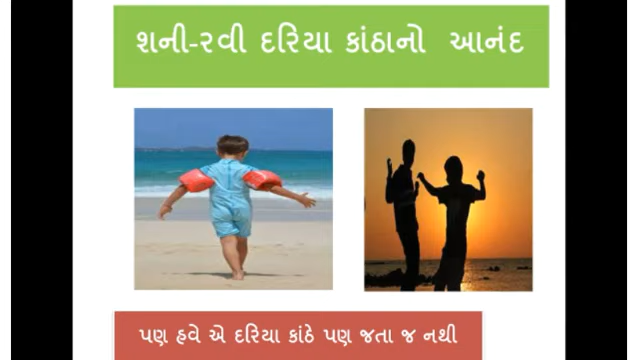 શની-રવી દરિયા કાંઠાનો આનંદ
પણ હવે એ દરિયા કાંઠે પણ જતા જ નથી